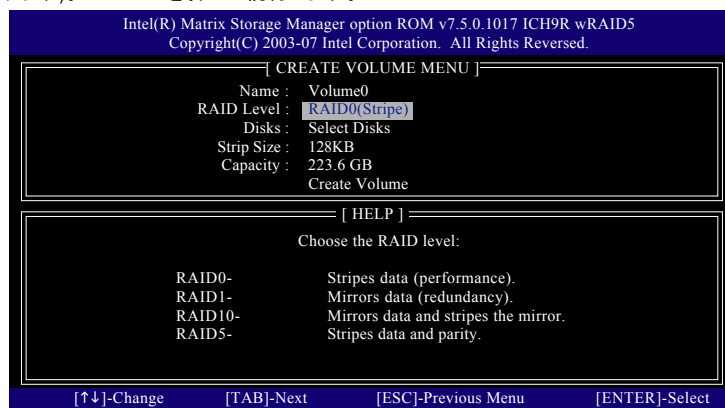 Intel(R) Matrix Storage Manager option ROM v7.5.0.1017 ICH9R wRAID5
Copyright(C) 2003-07 Intel Corporation. All Rights Reversed.
[ CREATE VOLUME MENU ]
Name : Volume0
RAID Level : RAID0(Stripe)
Disks : Select Disks
Strip Size : 128KB
Capacity : 223.6 GB
Create Volume
[ HELP ]
Choose the RAID level:
RAID0- Stripes data (performance).
RAID1- Mirrors data (redundancy).
RAID10- Mirrors data and stripes the mirror.
RAID5- Stripes data and parity.
[↑↓]-Change [TAB]-Next [ESC]-Previous Menu [ENTER]-Select